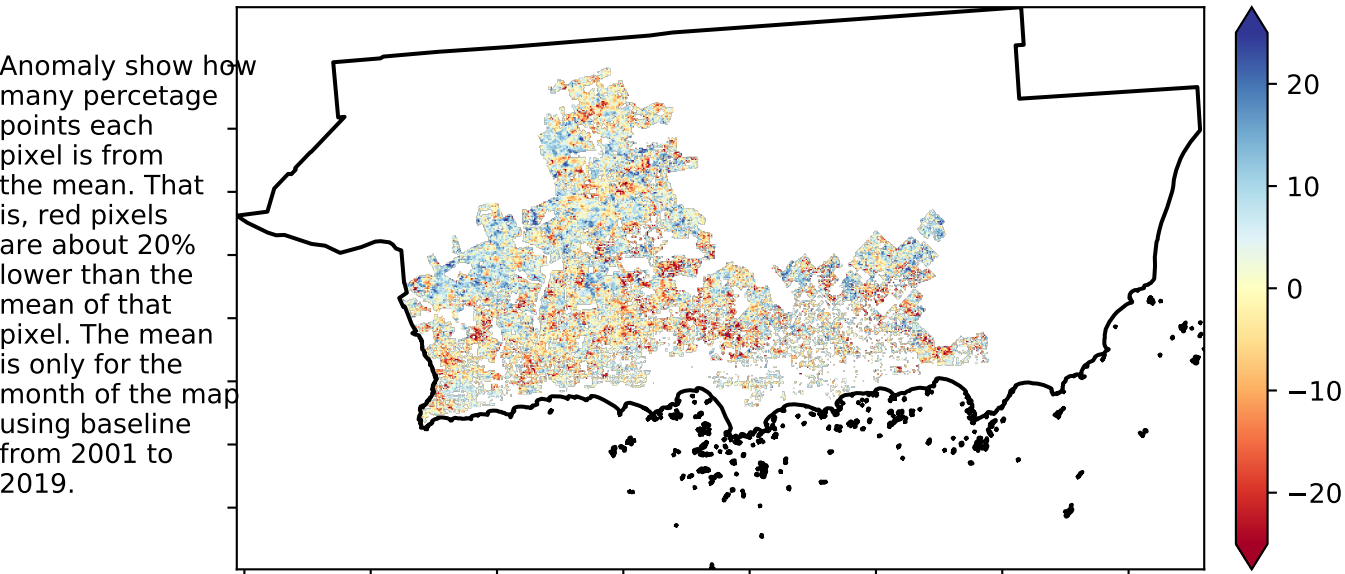 Anomaly show how
many percetage
points each
pixel is from
the mean. That
is, red pixels
are about 20%
lower than the
mean of that
pixel. The mean
is only for the
month of the map
using baseline
from 2001 to
2019.
20
10
0
−10
−20